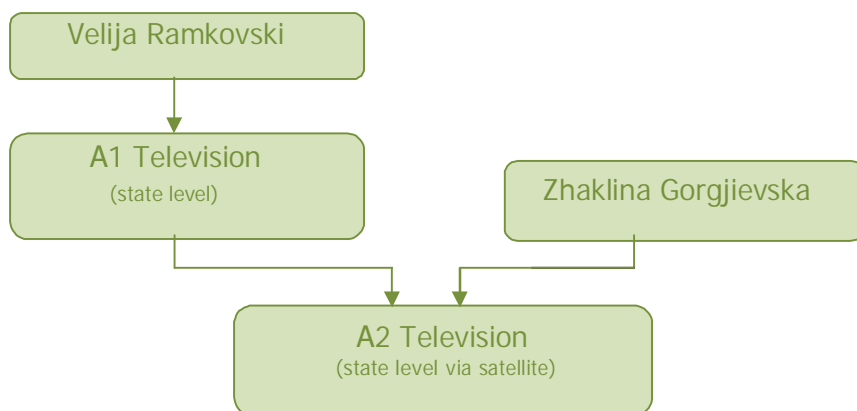 Velija Ramkovski
A1 Television
(state level)
Zhaklina Gorgjievska
A2 Television
(state level via satellite)